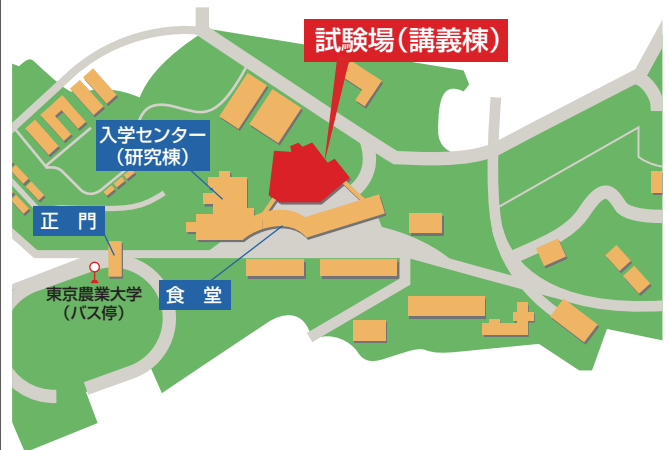 試験場（講義棟）
入学センター
（研究棟）
正　門
東京農業大学
（バス停）
食　堂